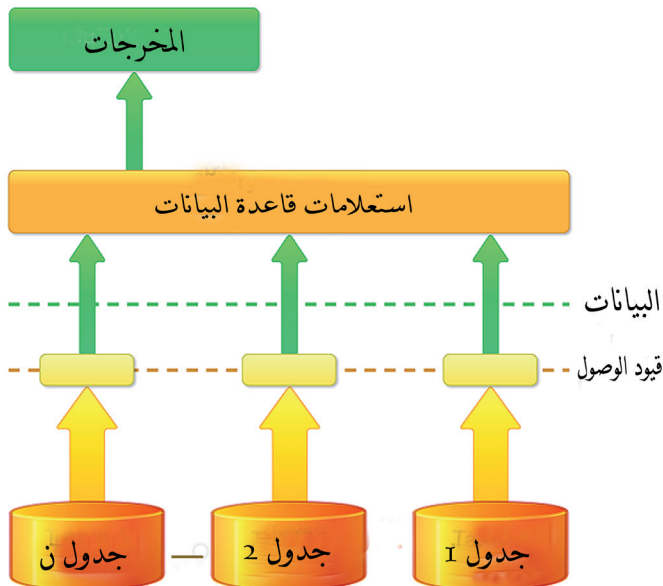 المخرجات
استعلامات قاعدة البيانات
البيانات
قيود الوصول
جدول 1
جدول 2
جدول ن